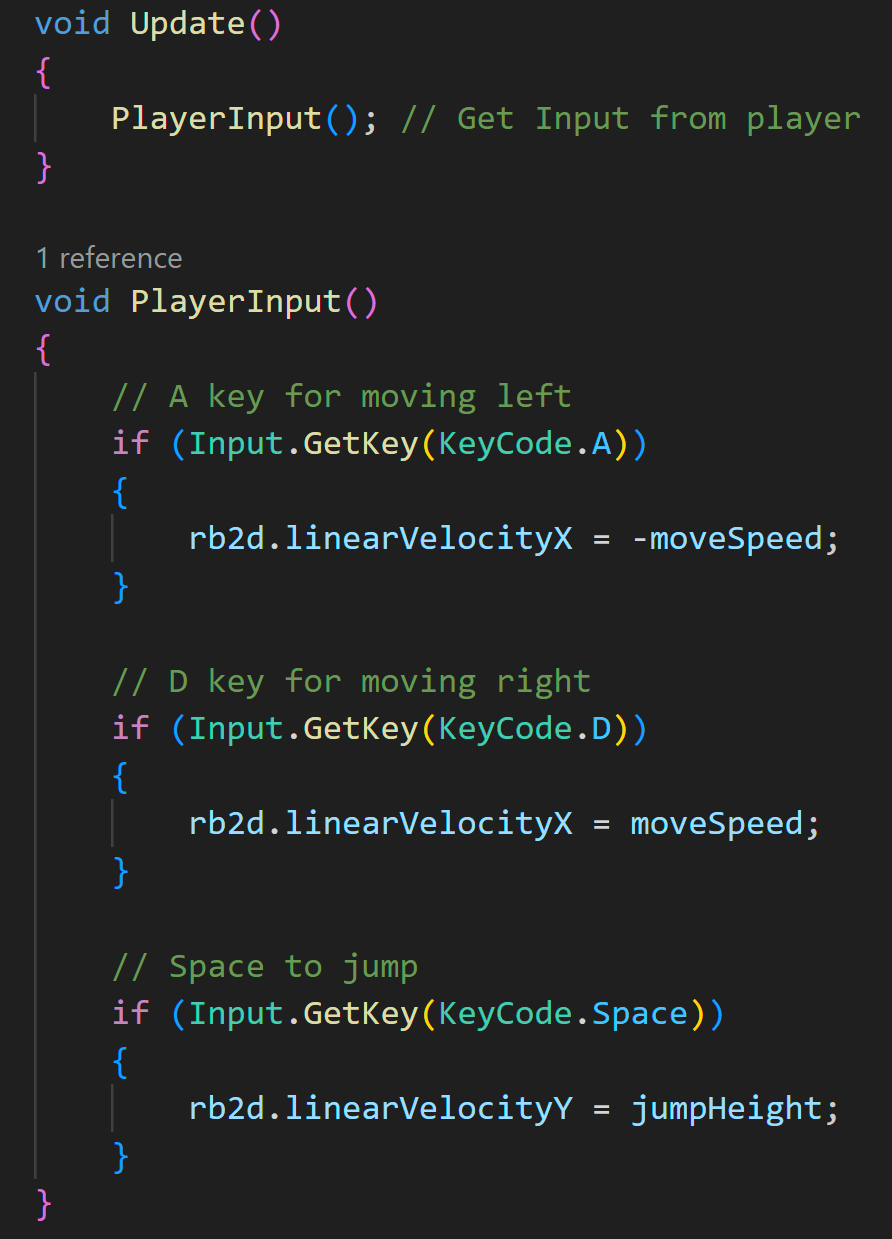 void Update()
{
    PlayerInput(); // Get Input from player
}
1 reference
void PlayerInput()
{
    // A key for moving left
    if (Input.GetKey(KeyCode.A))
    {
        rb2d.linearVelocityX = -moveSpeed;
    }
    // D key for moving right
    if (Input.GetKey(KeyCode.D))
    {
        rb2d.linearVelocityX = moveSpeed;
    }
    // Space to jump
    if (Input.GetKey(KeyCode.Space))
    {
        rb2d.linearVelocityY = jumpHeight;
    }
}